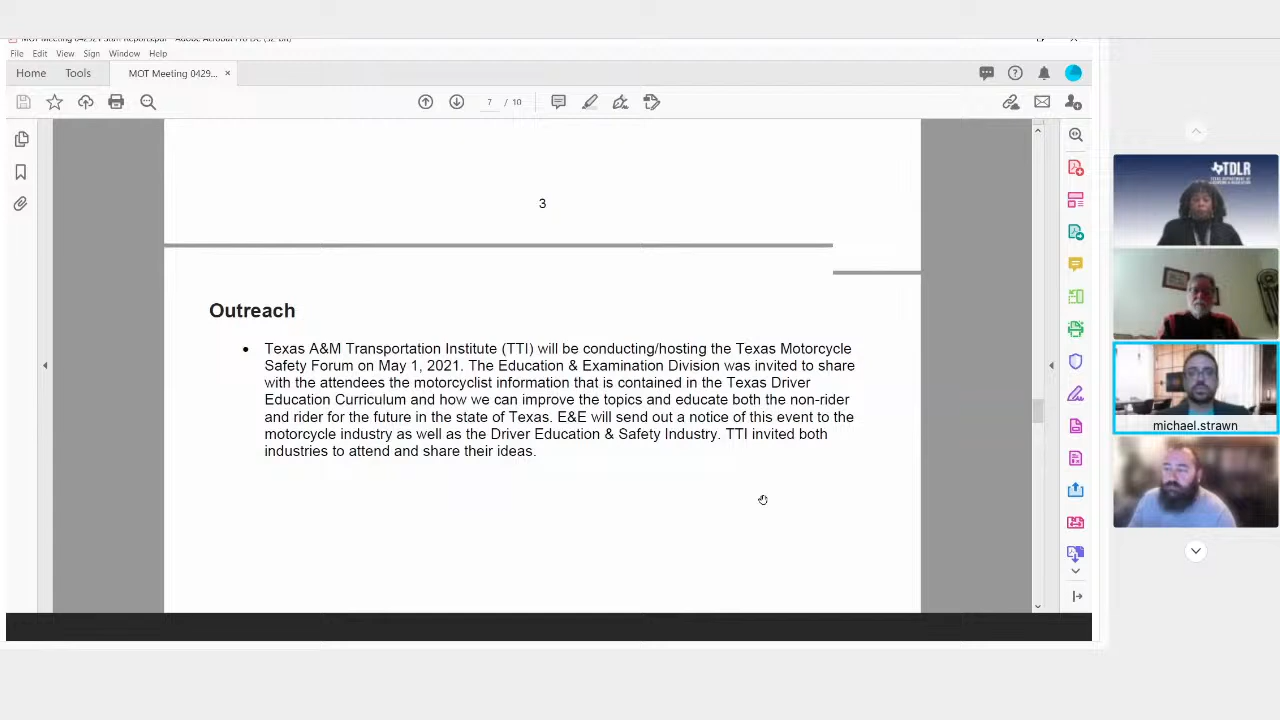 File Edit View Sign Window Help
Home Tools MOT Meeting 0429... ×
7 / 10
3
Outreach
• Texas A&M Transportation Institute (TTI) will be conducting/hosting the Texas Motorcycle
Safety Forum on May 1, 2021. The Education & Examination Division was invited to share
with the attendees the motorcyclist information that is contained in the Texas Driver
Education Curriculum and how we can improve the topics and educate both the non-rider
and rider for the future in the state of Texas. E&E will send out a notice of this event to the
motorcycle industry as well as the Driver Education & Safety Industry. TTI invited both
industries to attend and share their ideas.
TDLR
michael.strawn